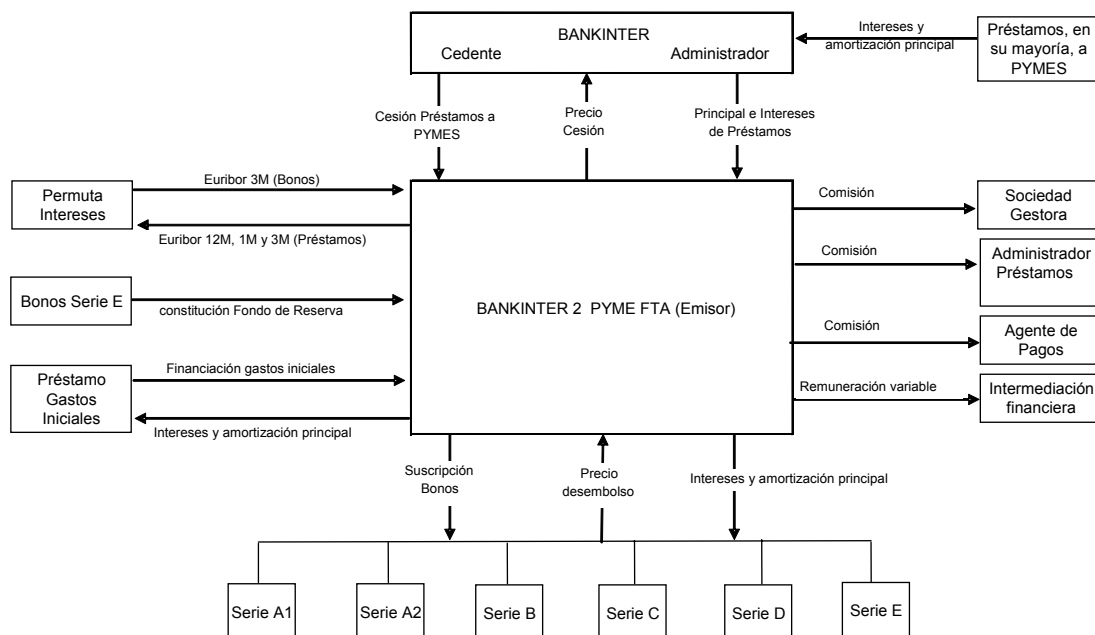 BANKINTER
Cedente
Administrador
Intereses y
amortización principal
Préstamos, en
su mayoría, a
PYMES
Cesión Préstamos a
PYMES
Precio
Cesión
Principal e Intereses
de Préstamos
Permuta
Intereses
Euribor 3M (Bonos)
Euribor 12M, 1M y 3M (Préstamos)
Bonos Serie E
constitución Fondo de Reserva
Préstamo
Gastos
Iniciales
Financiación gastos iniciales
Intereses y amortización principal
BANKINTER 2 PYME FTA (Emisor)
Comisión
Sociedad
Gestora
Comisión
Administrador
Préstamos
Comisión
Agente de
Pagos
Remuneración variable
Intermediación
financiera
Suscripción
Bonos
Precio
desembolso
Intereses y amortización principal
Serie A1
Serie A2
Serie B
Serie C
Serie D
Serie E